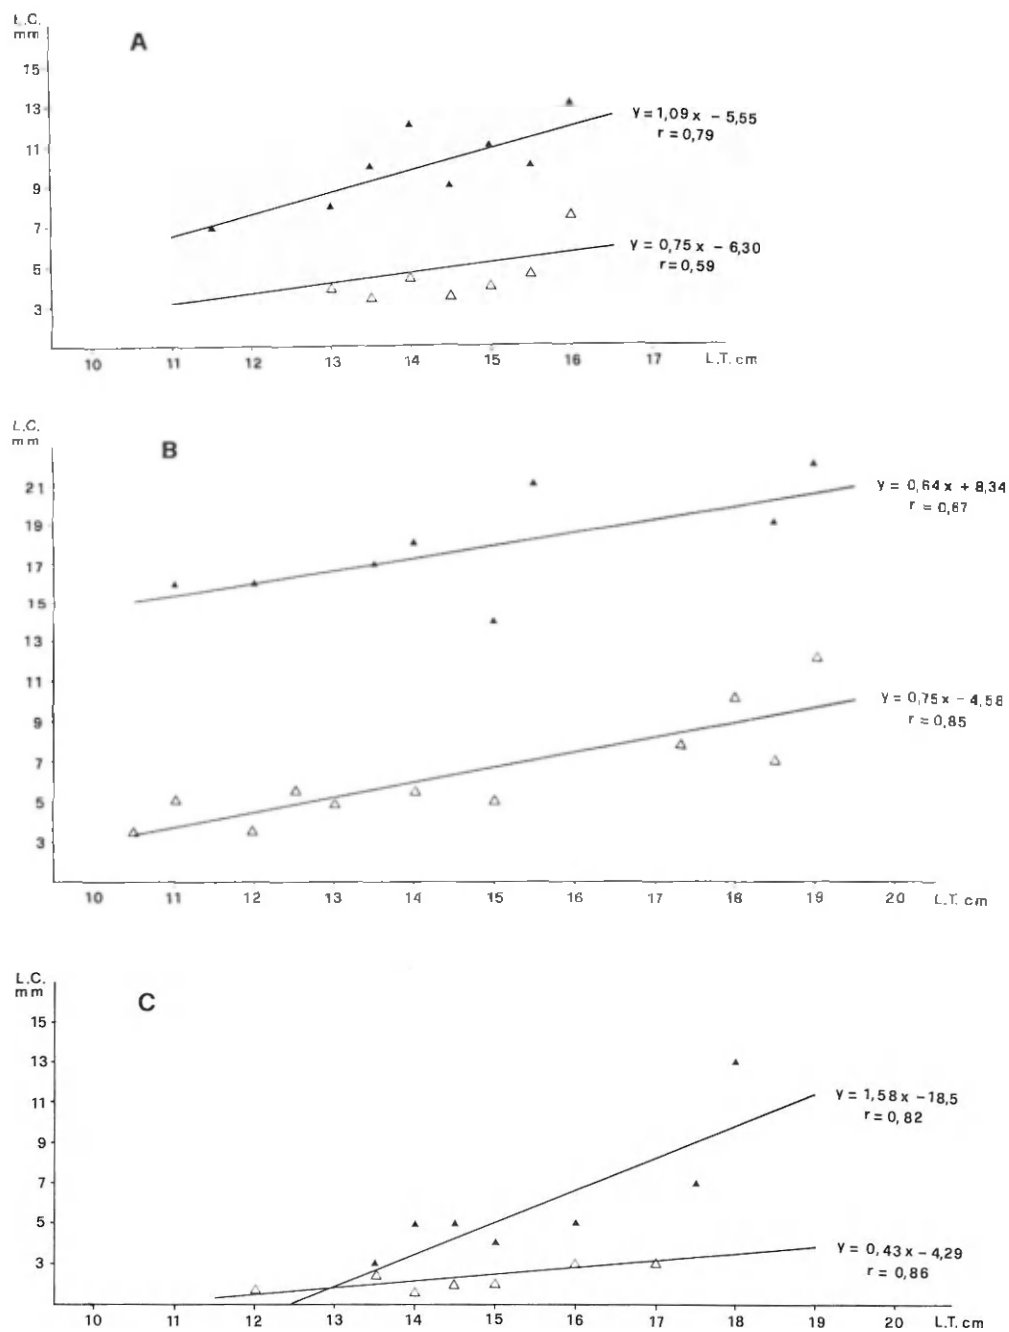 L.C.
mm
A
15
13
11
9
7
5
3
y = 1,09 x - 5,55
r = 0,79
y = 0,75 x - 6,30
r = 0,59
10 11 12 13 14 15 16 17 L.T. cm
L.C.
mm
B
21
19
17
15
13
11
9
7
5
3
y = 0,64 x + 8,34
r = 0,67
y = 0,75 x - 4,58
r = 0,85
10 11 12 13 14 15 16 17 18 19 20 L.T. cm
L.C.
mm
C
15
13
11
9
7
5
3
y = 1,58 x - 18,5
r = 0,82
y = 0,43 x - 4,29
r = 0,86
10 11 12 13 14 15 16 17 18 19 20 L.T. cm